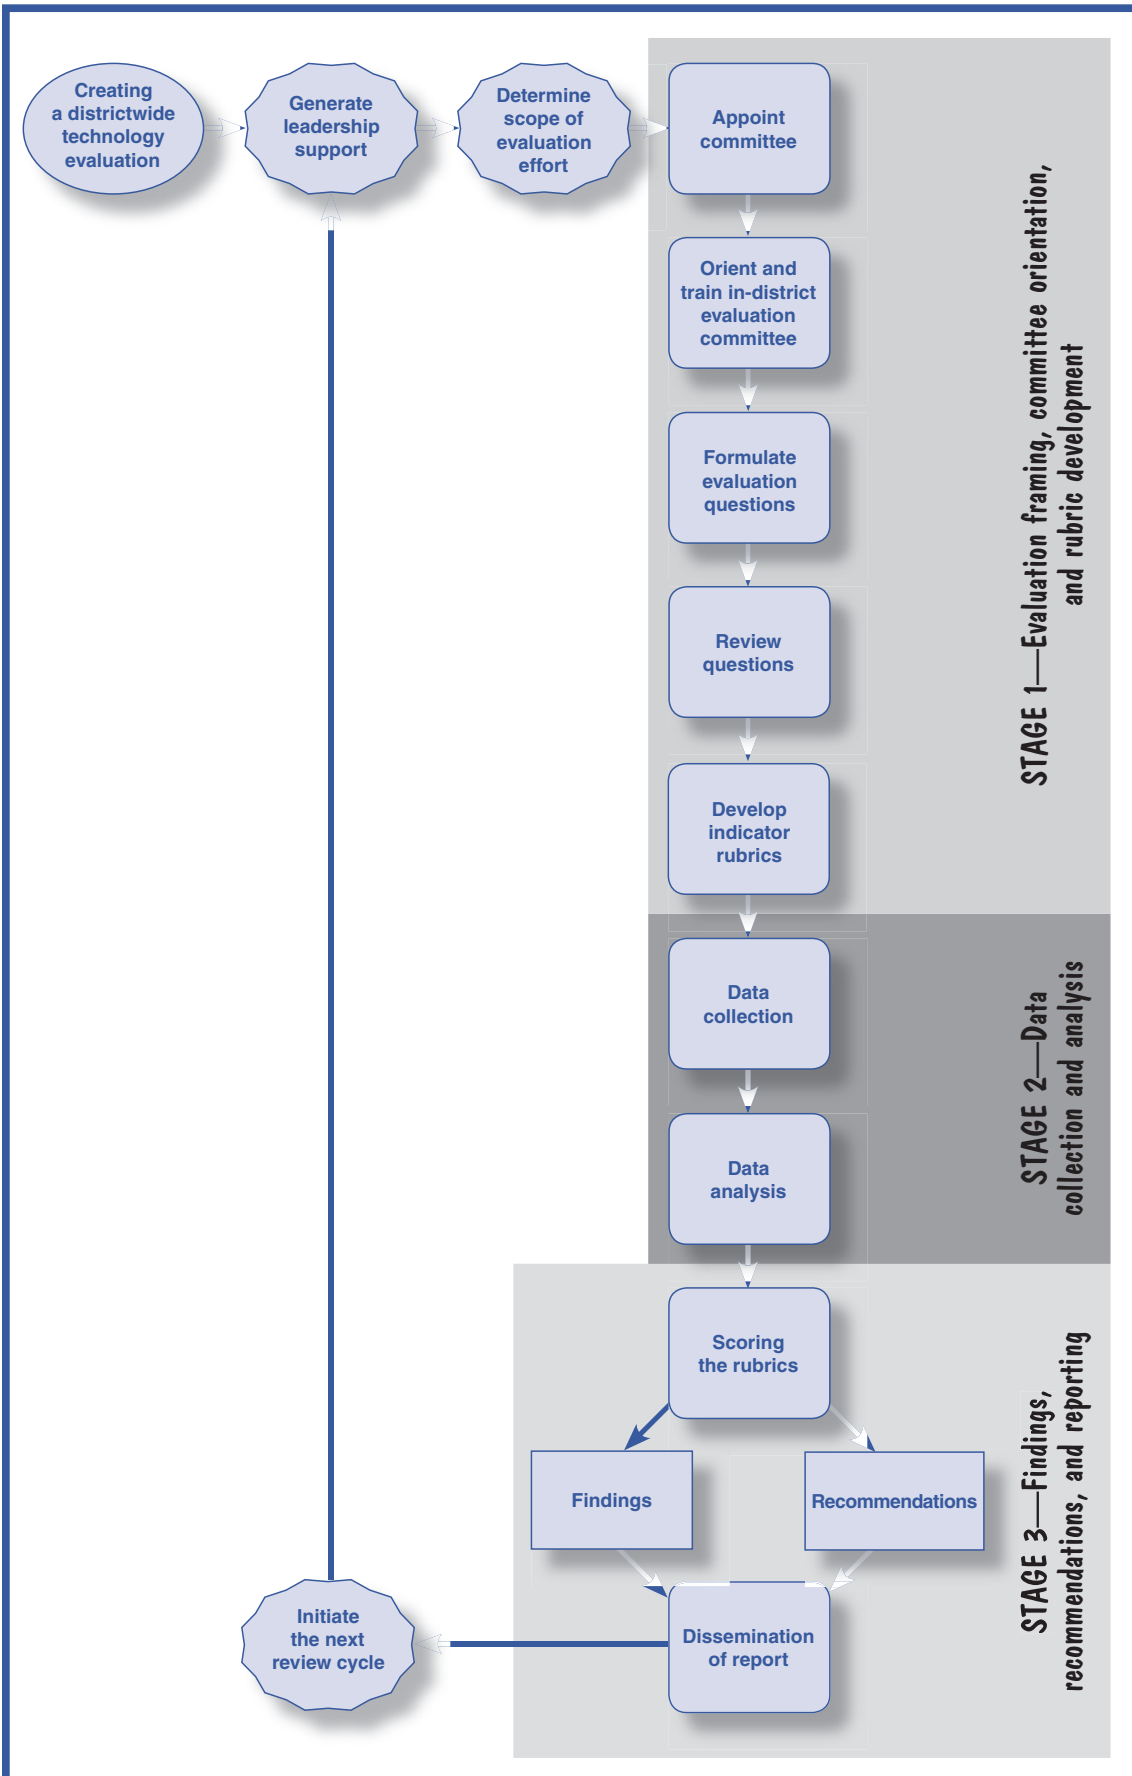 Creating
a districtwide
technology
evaluation
Generate
leadership
support
Determine
scope of
evaluation
effort
Appoint
committee
Orient and
train in-district
evaluation
committee
Formulate
evaluation
questions
Review
questions
Develop
indicator
rubrics
STAGE 1—Evaluation framing, committee orientation,
and rubric development
Data
collection
Data
analysis
STAGE 2—Data
collection and analysis
Scoring
the rubrics
Findings
Recommendations
Dissemination
of report
STAGE 3—Findings,
recommendations, and reporting
Initiate
the next
review cycle